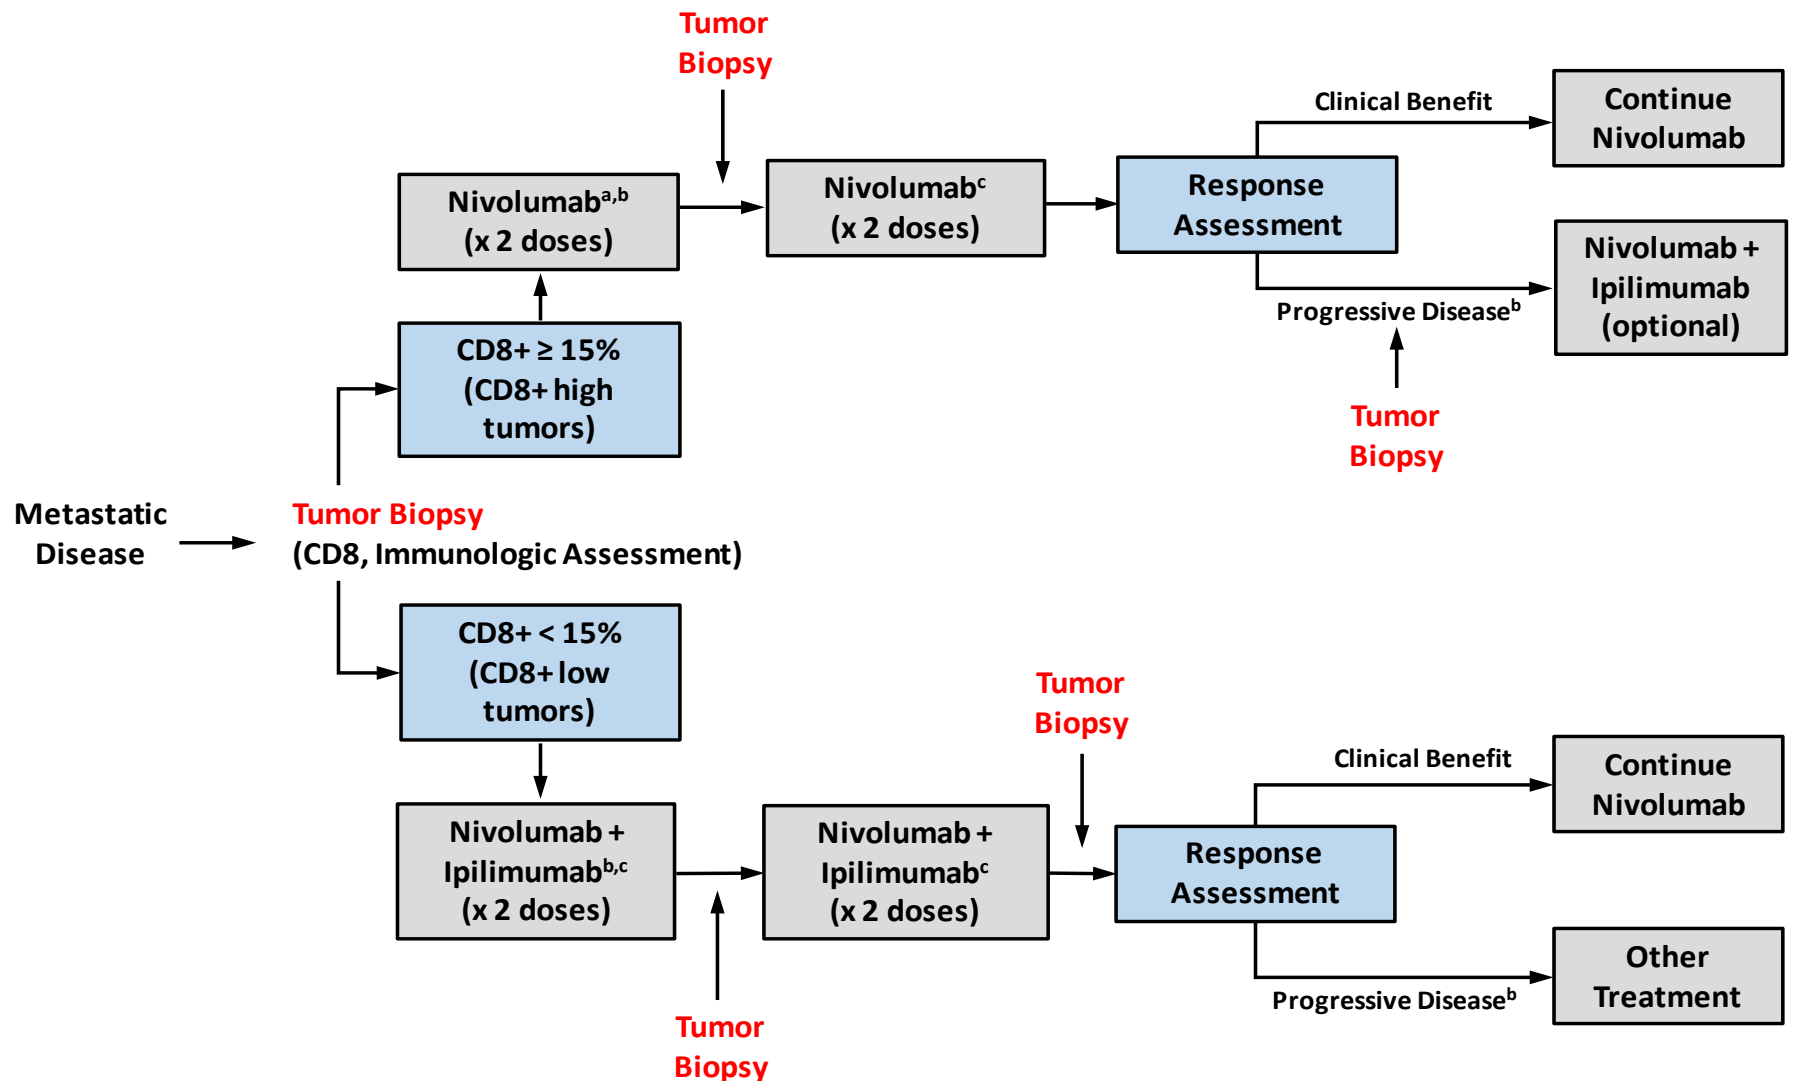 Tumor
Biopsy
Clinical Benefit
Continue
Nivolumab
Nivolumabᵃ,ᵇ
(x 2 doses)
Nivolumabᶜ
(x 2 doses)
Response
Assessment
Nivolumab +
Ipilimumab
(optional)
Progressive Diseaseᵇ
CD8+ ≥ 15%
(CD8+ high
tumors)
Tumor
Biopsy
Metastatic
Disease
Tumor Biopsy
(CD8, Immunologic Assessment)
CD8+ < 15%
(CD8+ low
tumors)
Tumor
Biopsy
Clinical Benefit
Continue
Nivolumab
Nivolumab +
Ipilimumabᵇ,ᶜ
(x 2 doses)
Nivolumab +
Ipilimumabᶜ
(x 2 doses)
Response
Assessment
Progressive Diseaseᵇ
Other
Treatment
Tumor
Biopsy